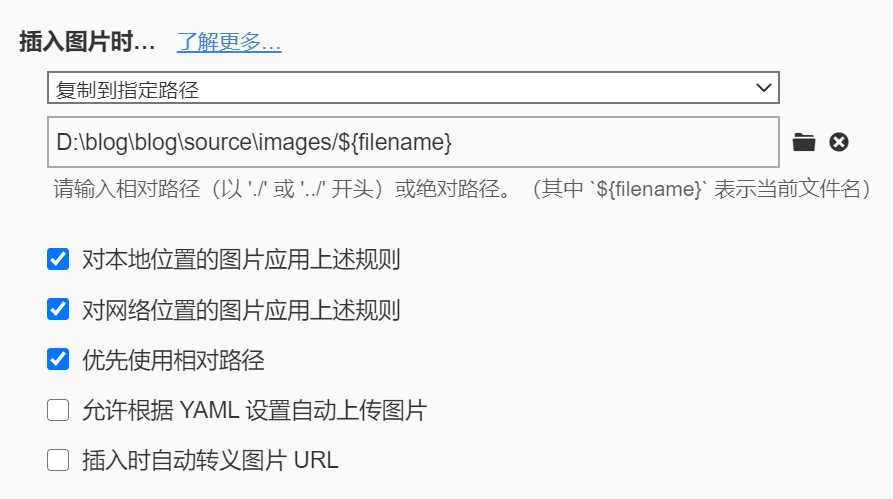 插入图片时... 了解更多...
复制到指定路径
D:\blog\blog\source\images/${filename}
请输入相对路径（以 './' 或 '../' 开头）或绝对路径。（其中 `${filename}` 表示当前文件名）
对本地位置的图片应用上述规则
对网络位置的图片应用上述规则
优先使用相对路径
允许根据 YAML 设置自动上传图片
插入时自动转义图片 URL